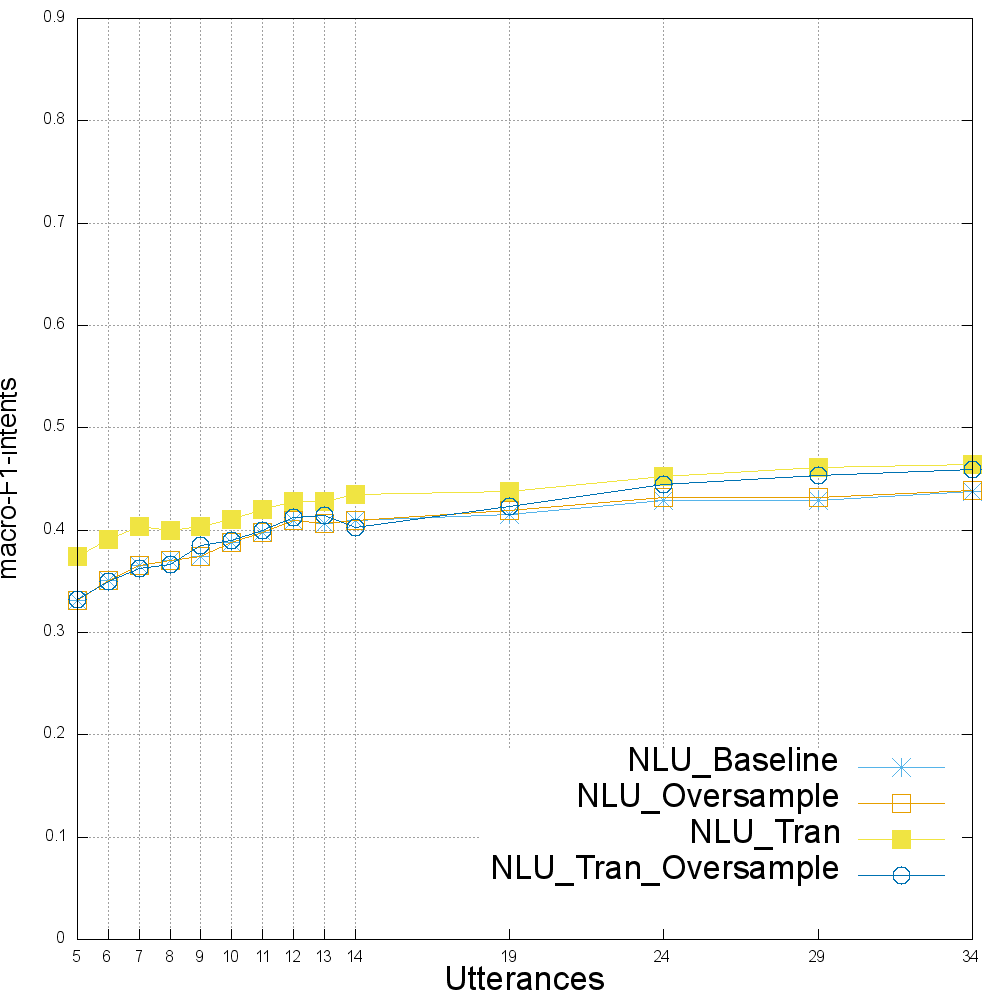 0.9
0.8
0.7
0.6
0.5
0.4
0.3
0.2
0.1
0
macro-F1-intents
NLU_Baseline
NLU_Oversample
NLU_Tran
NLU_Tran_Oversample
5 6 7 8 9 10 11 12 13 14 19 24 29 34
Utterances